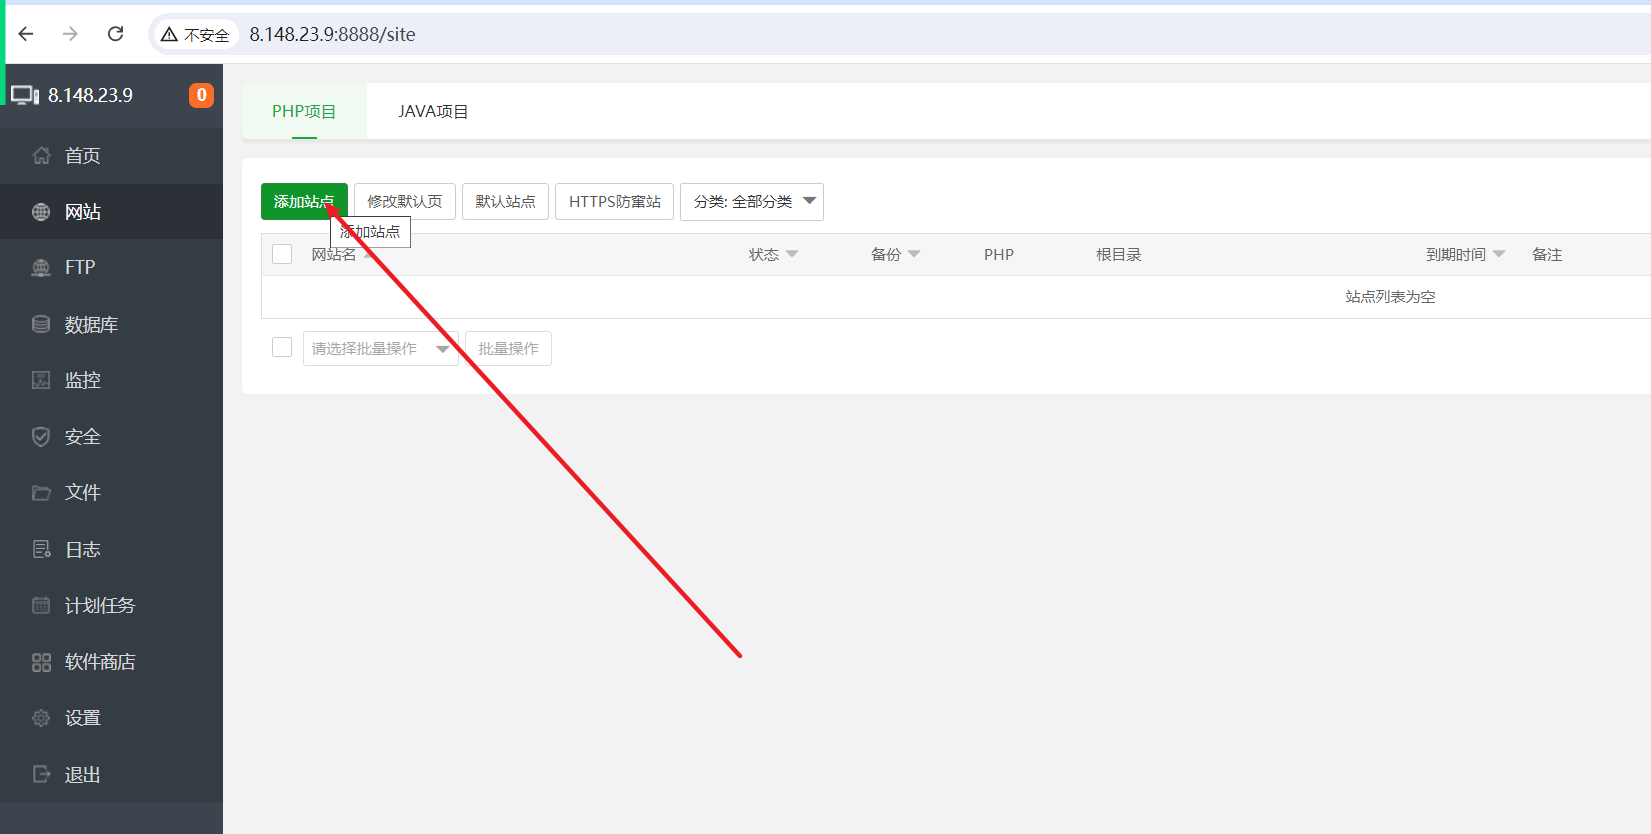 不安全 8.148.23.9:8888/site
8.148.23.9 0
首页
网站
FTP
数据库
监控
安全
文件
日志
计划任务
软件商店
设置
退出
PHP项目 JAVA项目
添加站点 修改默认页 默认站点 HTTPS防窜站 分类: 全部分类
添加站点
网站名 状态 备份 PHP 根目录 到期时间 备注
站点列表为空
请选择批量操作 批量操作